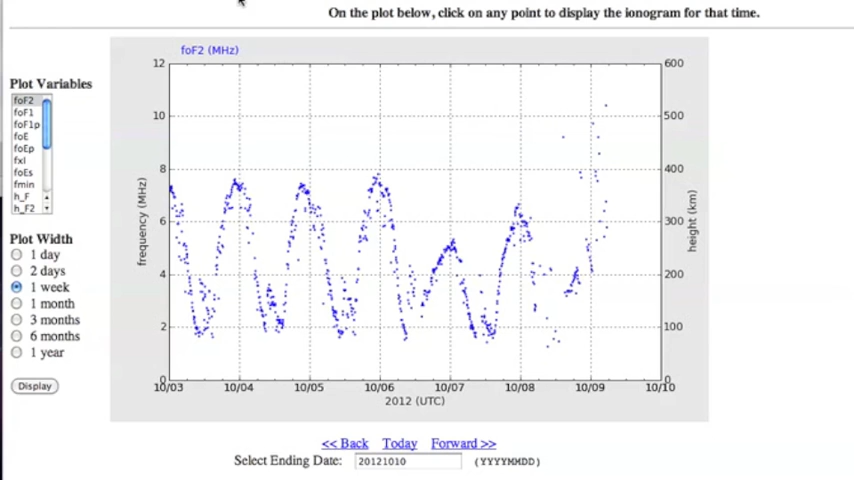 On the plot below, click on any point to display the ionogram for that time.
foF2 (MHz)
Plot Variables
foF2
foF1
foF1p
foE
foEp
fxI
foEs
fmin
h_F
h_F2
Plot Width
1 day
2 days
1 week
1 month
3 months
6 months
1 year
Display
frequency (MHz)
12
10
8
6
4
2
0
600
500
400
300
200
100
0
height (km)
10/03 10/04 10/05 10/06 10/07 10/08 10/09 10/10
2012 (UTC)
<< Back Today Forward >>
Select Ending Date: 20121010 (YYYYMMDD)